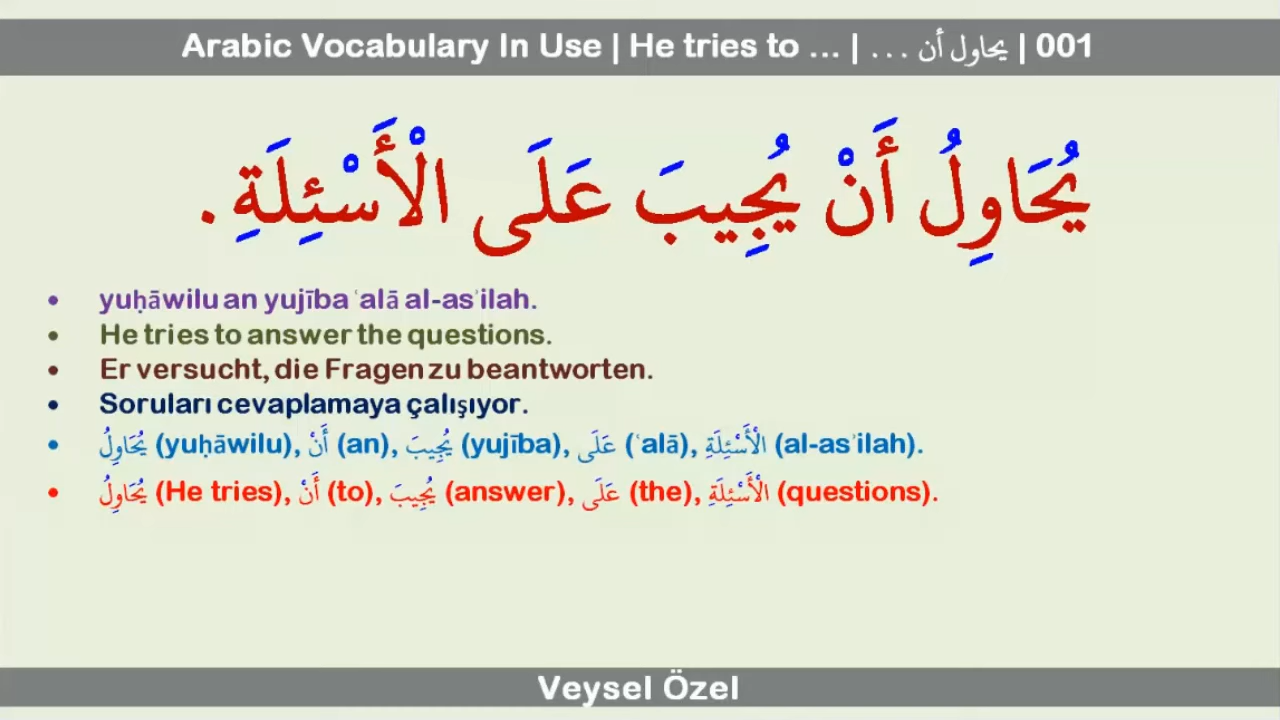 Arabic Vocabulary In Use | He tries to ... | يحاول أن ... | 001
يُحَاوِلُ أَنْ يُجِيبَ عَلَى الْأَسْئِلَةِ.
• yuḥāwilu an yujība ʿalā al-asʾilah.
• He tries to answer the questions.
• Er versucht, die Fragen zu beantworten.
• Soruları cevaplamaya çalışıyor.
• يُحَاوِلُ (yuḥāwilu), أَنْ (an), يُجِيبَ (yujība), عَلَى (ʿalā), الْأَسْئِلَةِ (al-asʾilah).
• يُحَاوِلُ (He tries), أَنْ (to), يُجِيبَ (answer), عَلَى (the), الْأَسْئِلَةِ (questions).
Veysel Özel